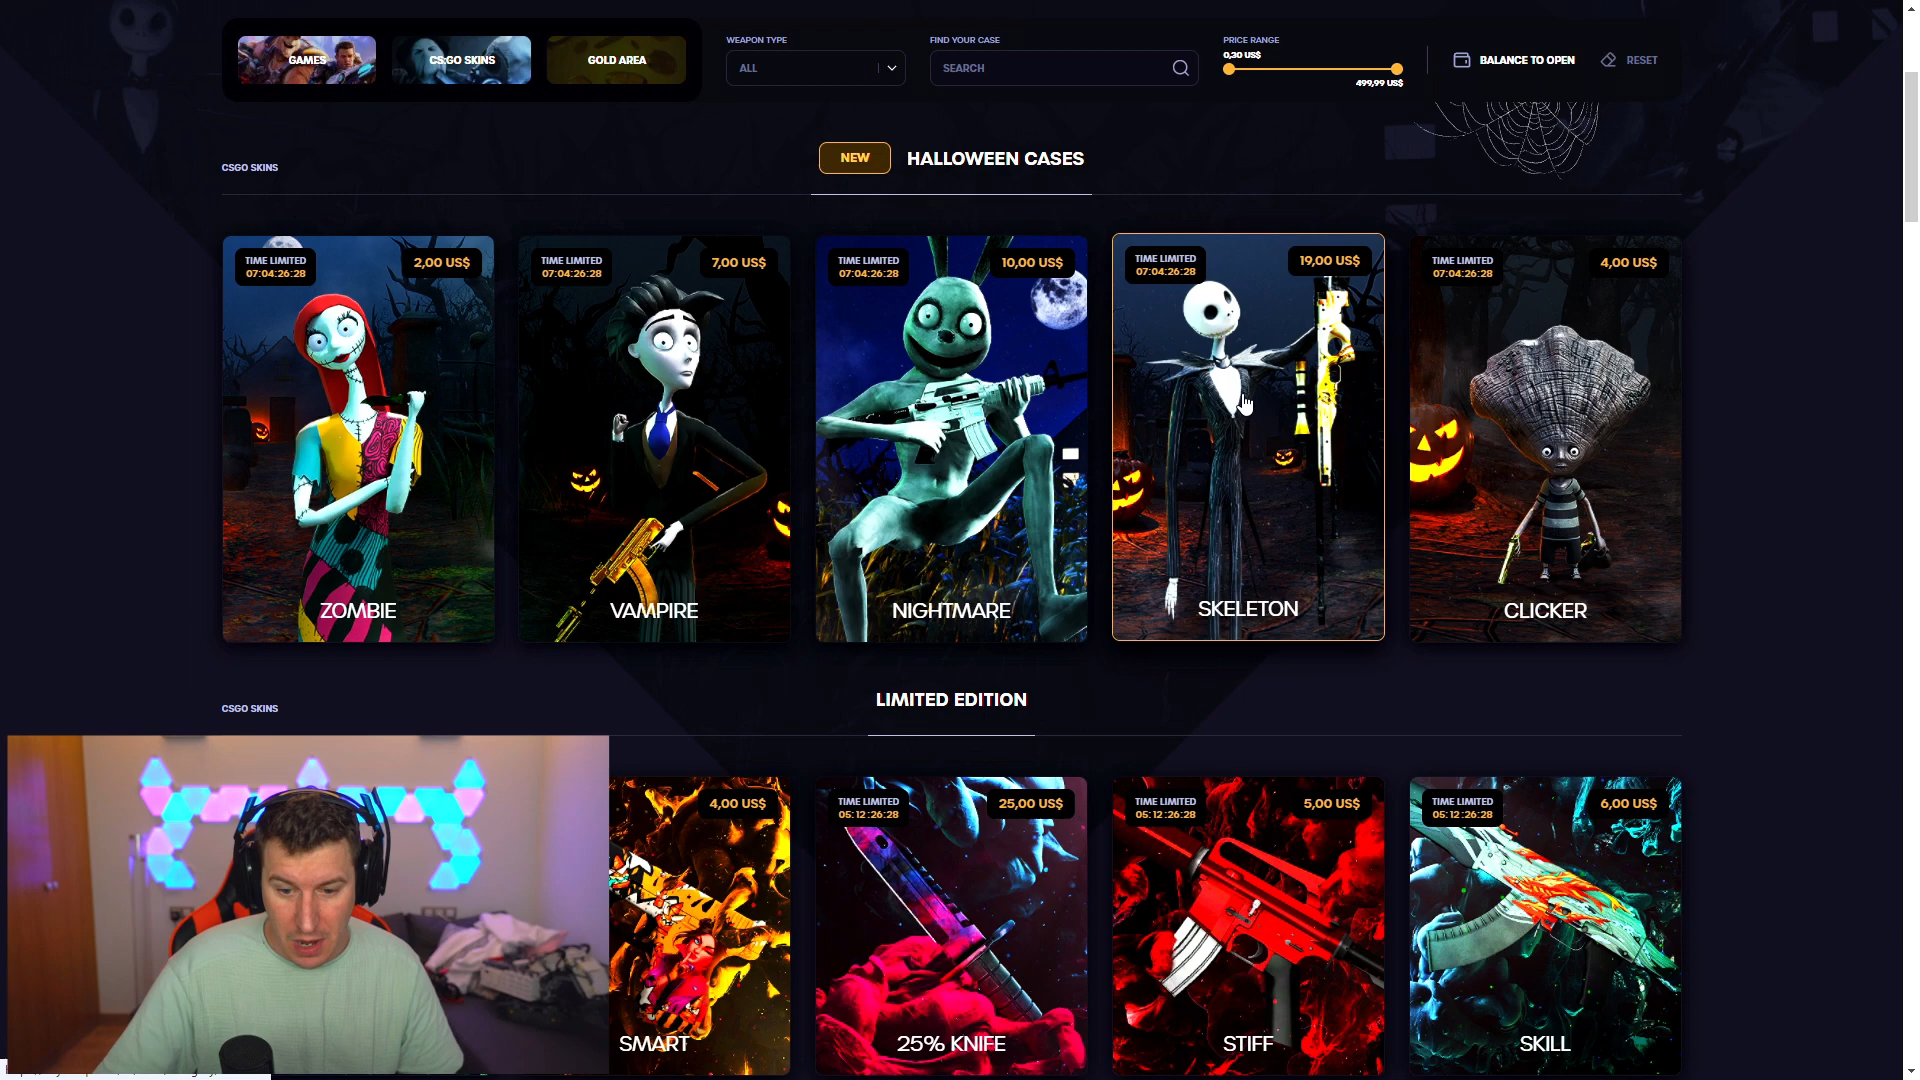 GAMES
CS:GO SKINS
GOLD AREA
WEAPON TYPE
ALL
FIND YOUR CASE
SEARCH
PRICE RANGE
0,30 US$
499,99 US$
BALANCE TO OPEN
RESET
CSGO SKINS
NEW
HALLOWEEN CASES
TIME LIMITED
07:04:26:28
2,00 US$
ZOMBIE
TIME LIMITED
07:04:26:28
7,00 US$
VAMPIRE
TIME LIMITED
07:04:26:28
10,00 US$
NIGHTMARE
TIME LIMITED
07:04:26:28
19,00 US$
SKELETON
TIME LIMITED
07:04:26:28
4,00 US$
CLICKER
CSGO SKINS
LIMITED EDITION
4,00 US$
SMART
TIME LIMITED
05:12:26:28
25,00 US$
25% KNIFE
TIME LIMITED
05:12:26:28
5,00 US$
STIFF
TIME LIMITED
05:12:26:28
6,00 US$
SKILL